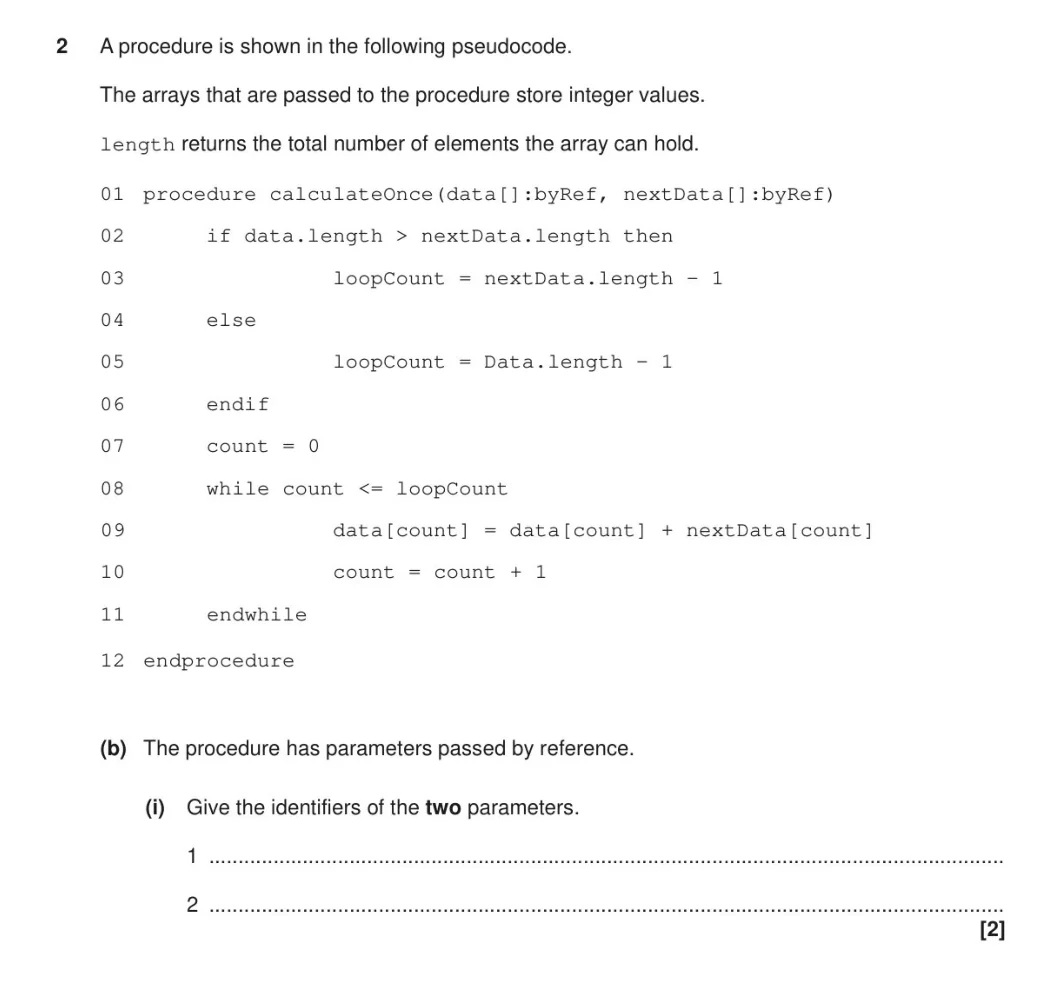 2 A procedure is shown in the following pseudocode.
The arrays that are passed to the procedure store integer values.
length returns the total number of elements the array can hold.
01 procedure calculateOnce(data[]:byRef, nextData[]:byRef)
02 if data.length > nextData.length then
03 loopCount = nextData.length – 1
04 else
05 loopCount = Data.length – 1
06 endif
07 count = 0
08 while count <= loopCount
09 data[count] = data[count] + nextData[count]
10 count = count + 1
11 endwhile
12 endprocedure
(b) The procedure has parameters passed by reference.
(i) Give the identifiers of the two parameters.
1 ..........................................................................................................................................
2 ..........................................................................................................................................
[2]